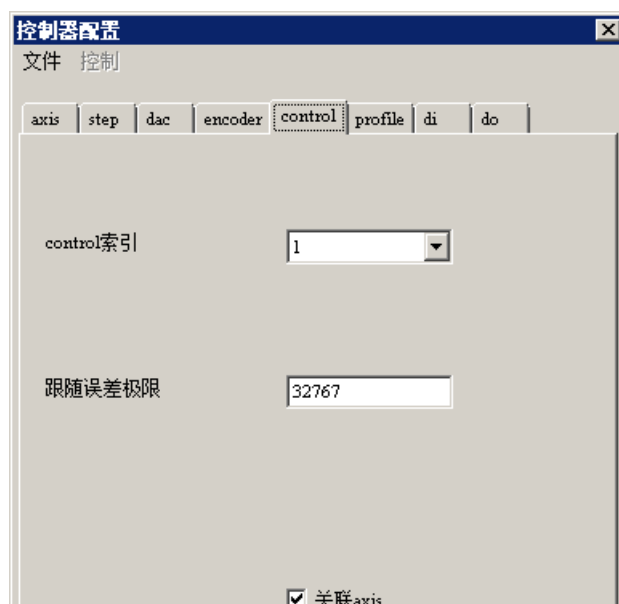 控制器配置
文件 控制
axis step dac encoder control profile di do
control索引 1
跟随误差极限 32767
关联axis